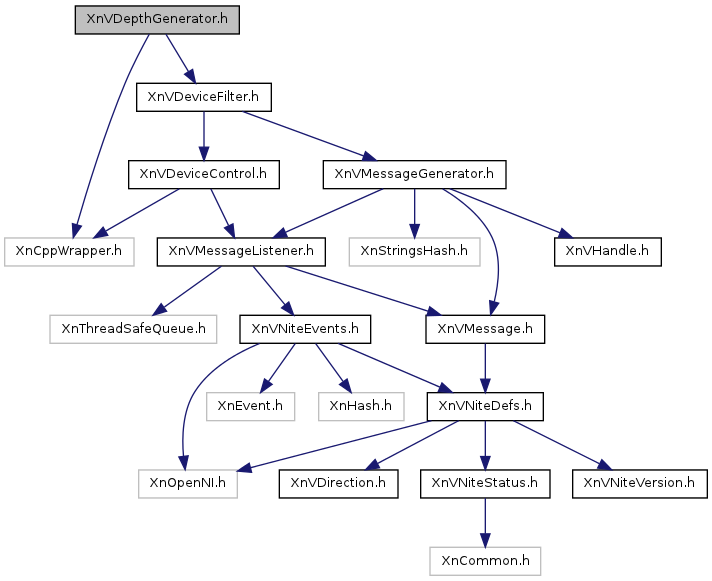 XnVDepthGenerator.h
XnVDeviceFilter.h
XnVDeviceControl.h
XnVMessageGenerator.h
XnCppWrapper.h
XnVMessageListener.h
XnStringsHash.h
XnVHandle.h
XnThreadSafeQueue.h
XnVNiteEvents.h
XnVMessage.h
XnEvent.h
XnHash.h
XnVNiteDefs.h
XnOpenNI.h
XnVDirection.h
XnVNiteStatus.h
XnVNiteVersion.h
XnCommon.h